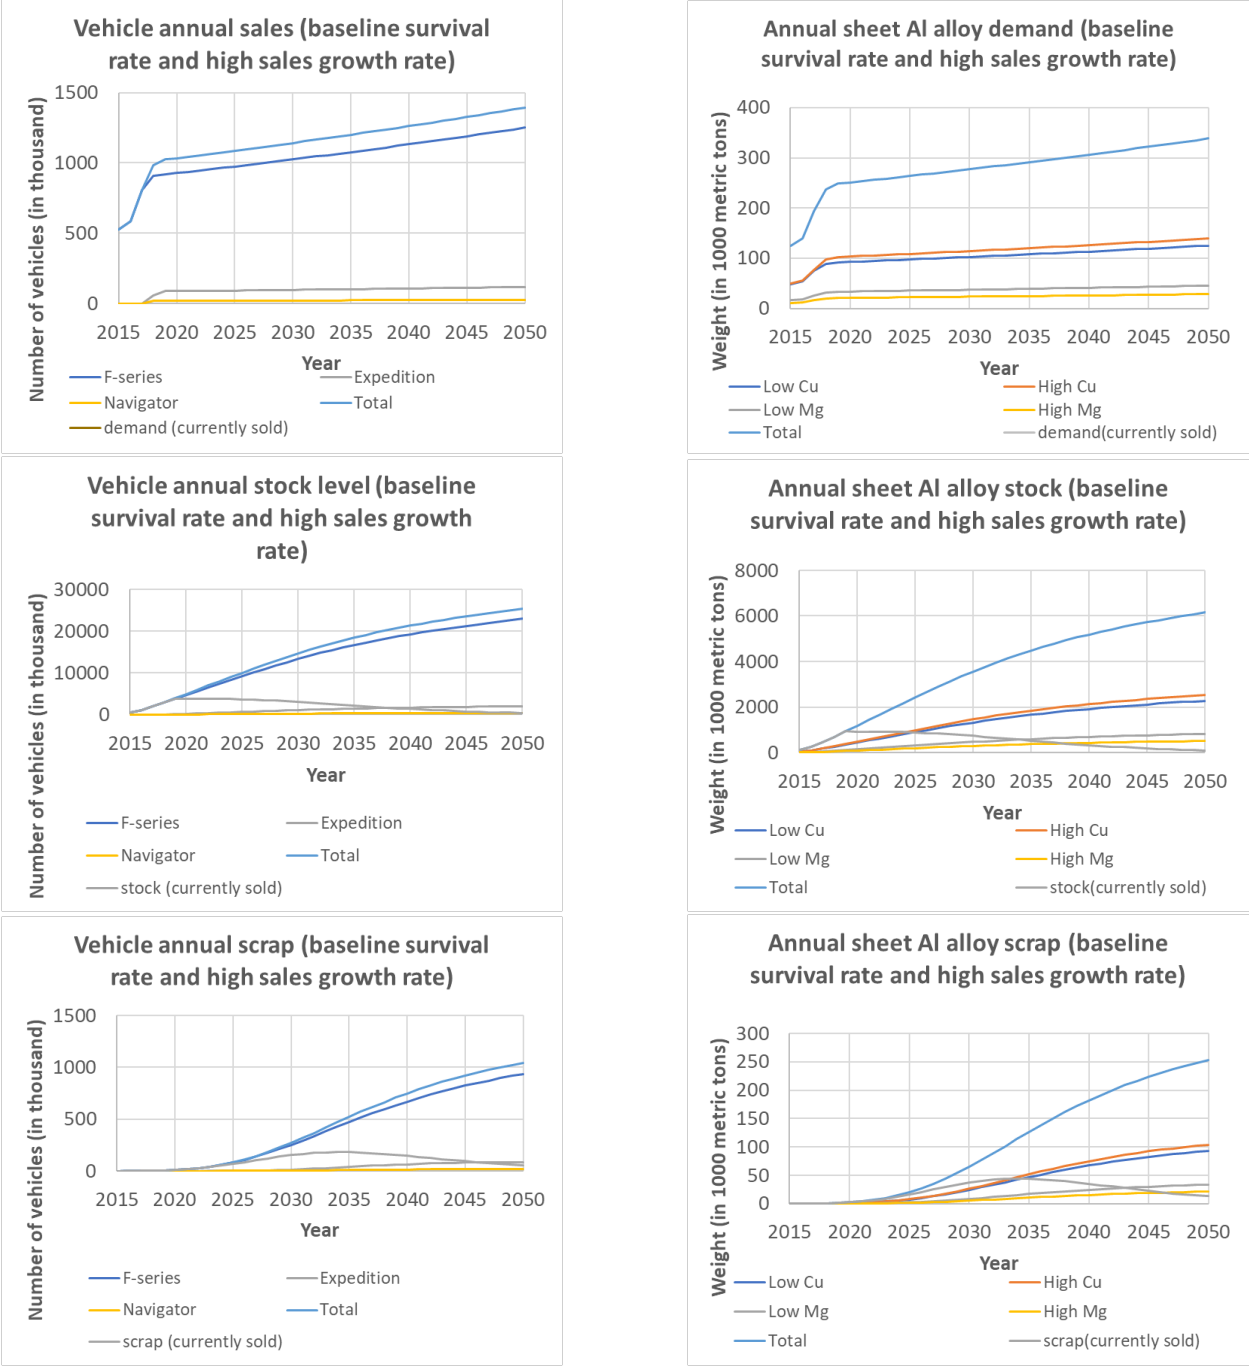 Vehicle annual sales (baseline survival
rate and high sales growth rate)
Number of vehicles (in thousand)
1500
1000
500
0
2015 2020 2025 2030 2035 2040 2045 2050
Year
F-series Expedition
Navigator Total
demand (currently sold)
Annual sheet Al alloy demand (baseline
survival rate and high sales growth rate)
Weight (in 1000 metric tons)
400
300
200
100
0
2015 2020 2025 2030 2035 2040 2045 2050
Year
Low Cu High Cu
Low Mg High Mg
Total demand(currently sold)
Vehicle annual stock level (baseline
survival rate and high sales growth
rate)
Number of vehicles (in thousand)
30000
20000
10000
0
2015 2020 2025 2030 2035 2040 2045 2050
Year
F-series Expedition
Navigator Total
stock (currently sold)
Annual sheet Al alloy stock (baseline
survival rate and high sales growth rate)
Weight (in 1000 metric tons)
8000
6000
4000
2000
0
2015 2020 2025 2030 2035 2040 2045 2050
Year
Low Cu High Cu
Low Mg High Mg
Total stock(currently sold)
Vehicle annual scrap (baseline survival
rate and high sales growth rate)
Number of vehicles (in thousand)
1500
1000
500
0
2015 2020 2025 2030 2035 2040 2045 2050
Year
F-series Expedition
Navigator Total
scrap (currently sold)
Annual sheet Al alloy scrap (baseline
survival rate and high sales growth rate)
Weight (in 1000 metric tons)
300
250
200
150
100
50
0
2015 2020 2025 2030 2035 2040 2045 2050
Year
Low Cu High Cu
Low Mg High Mg
Total scrap(currently sold)